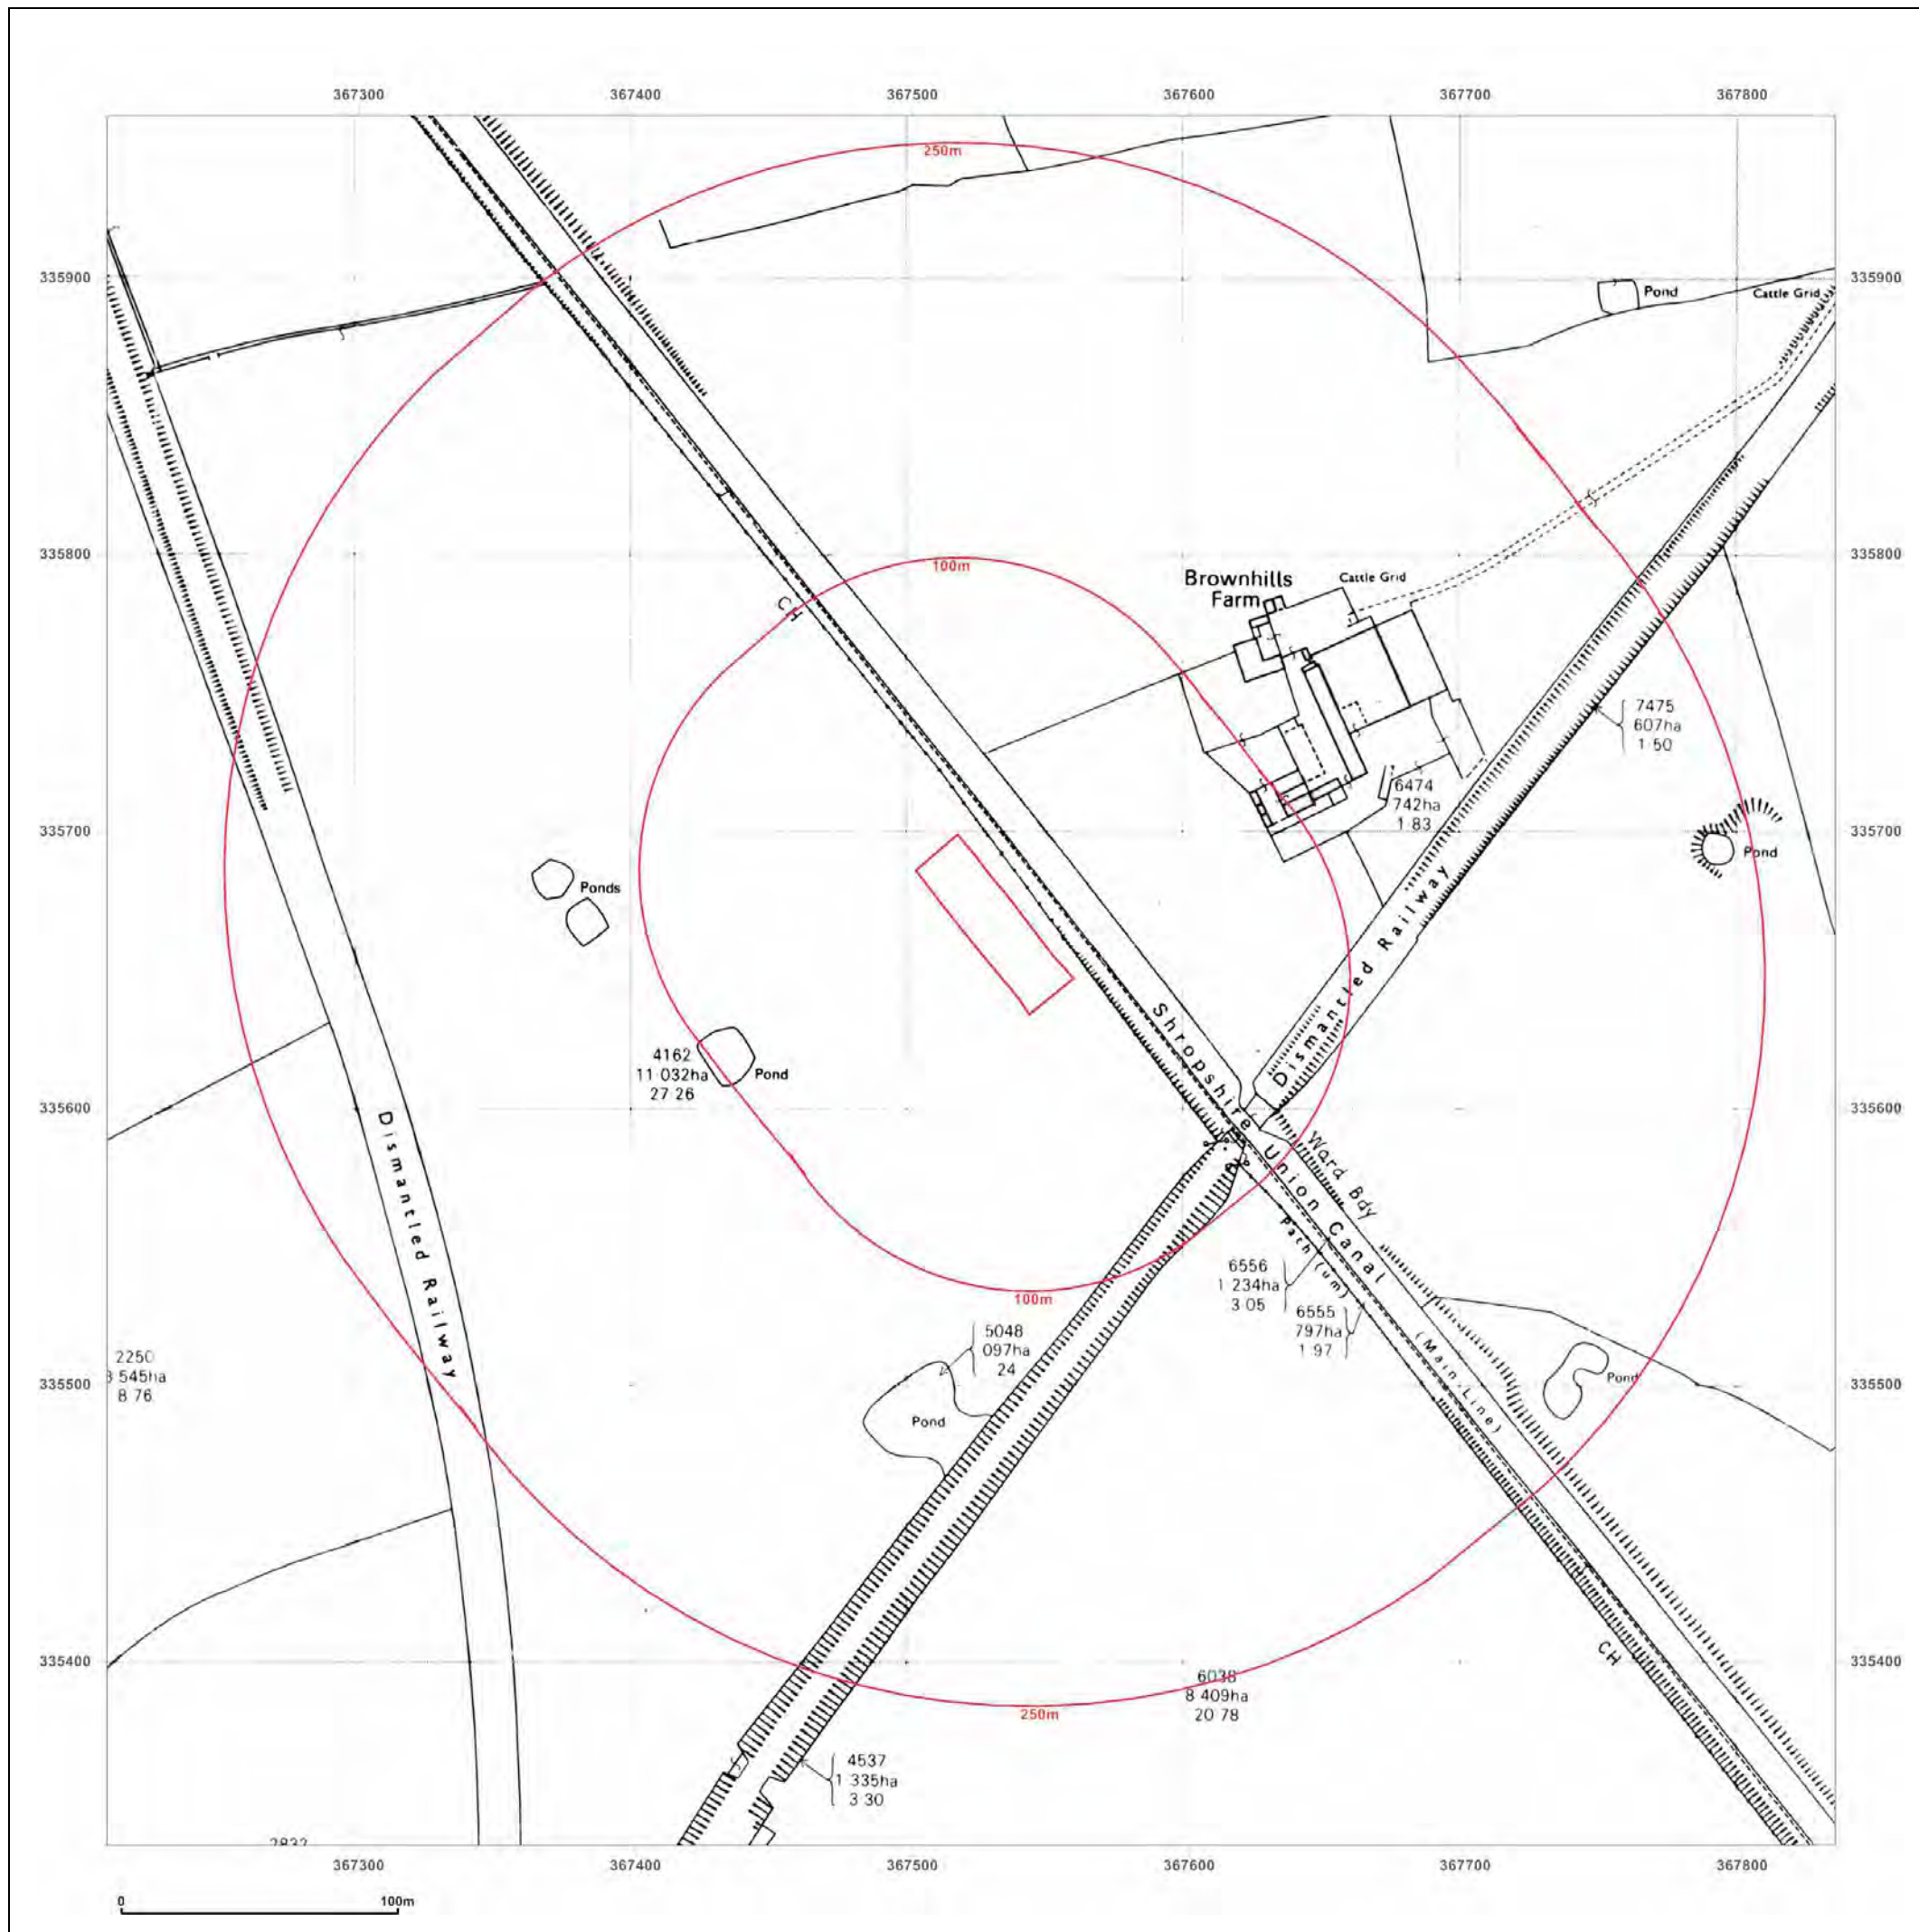 367300 367400 367500 367600 367700 367800
250m
335900 335900
Pond
Cattle Grid
335800 335800
100m
Brownhills
Farm
Cattle Grid
CH
7475
607ha
1·50
6474
742ha
1·83
335700 335700
Pond
Ponds
Dismantled Railway
4162
11·032ha
27·26
Pond
Shropshire Union Canal
(Main Line)
335600 335600
Ward Bdy
Dismantled Railway
Path (um)
6556
1·234ha
3·05
6555
797ha
1·97
100m
5048
097ha
24
Pond
Pond
2250
3·545ha
8·76
335500 335500
335400 335400
CH
6038
8·409ha
20·78
250m
4537
1·335ha
3·30
367300 367400 367500 367600 367700 367800
0 100m